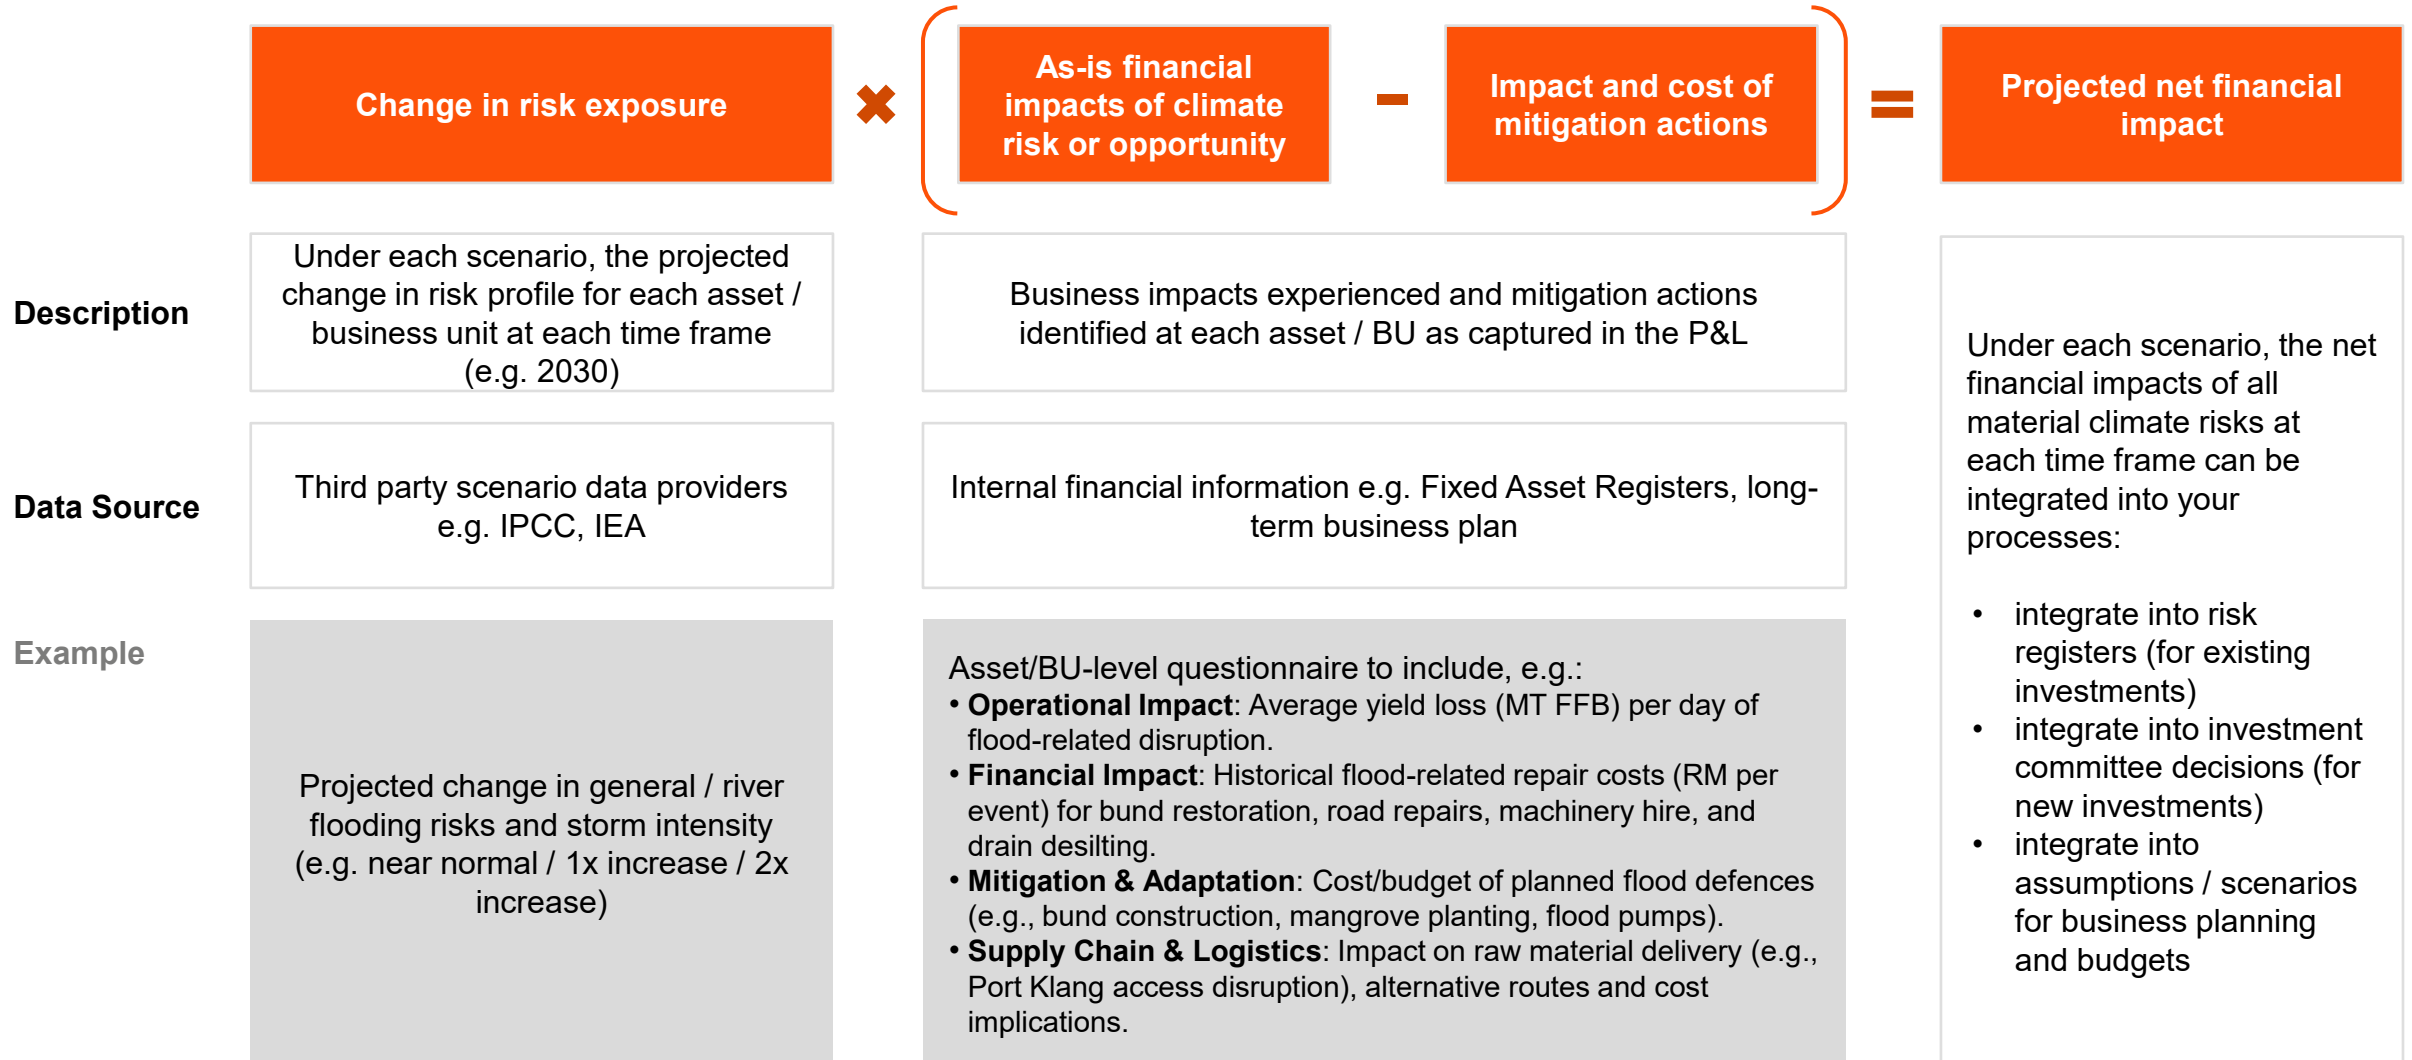 Change in risk exposure
✖
As-is financial
impacts of climate
risk or opportunity
-
Impact and cost of
mitigation actions
=
Projected net financial
impact
Description
Under each scenario, the projected
change in risk profile for each asset /
business unit at each time frame
(e.g. 2030)
Business impacts experienced and mitigation actions
identified at each asset / BU as captured in the P&L
Data Source
Third party scenario data providers
e.g. IPCC, IEA
Internal financial information e.g. Fixed Asset Registers, long-
term business plan
Example
Projected change in general / river
flooding risks and storm intensity
(e.g. near normal / 1x increase / 2x
increase)
Asset/BU-level questionnaire to include, e.g.:
• Operational Impact: Average yield loss (MT FFB) per day of
flood-related disruption.
• Financial Impact: Historical flood-related repair costs (RM per
event) for bund restoration, road repairs, machinery hire, and
drain desilting.
• Mitigation & Adaptation: Cost/budget of planned flood defences
(e.g., bund construction, mangrove planting, flood pumps).
• Supply Chain & Logistics: Impact on raw material delivery (e.g.,
Port Klang access disruption), alternative routes and cost
implications.
Under each scenario, the net
financial impacts of all
material climate risks at
each time frame can be
integrated into your
processes:
• integrate into risk
registers (for existing
investments)
• integrate into investment
committee decisions (for
new investments)
• integrate into
assumptions / scenarios
for business planning
and budgets